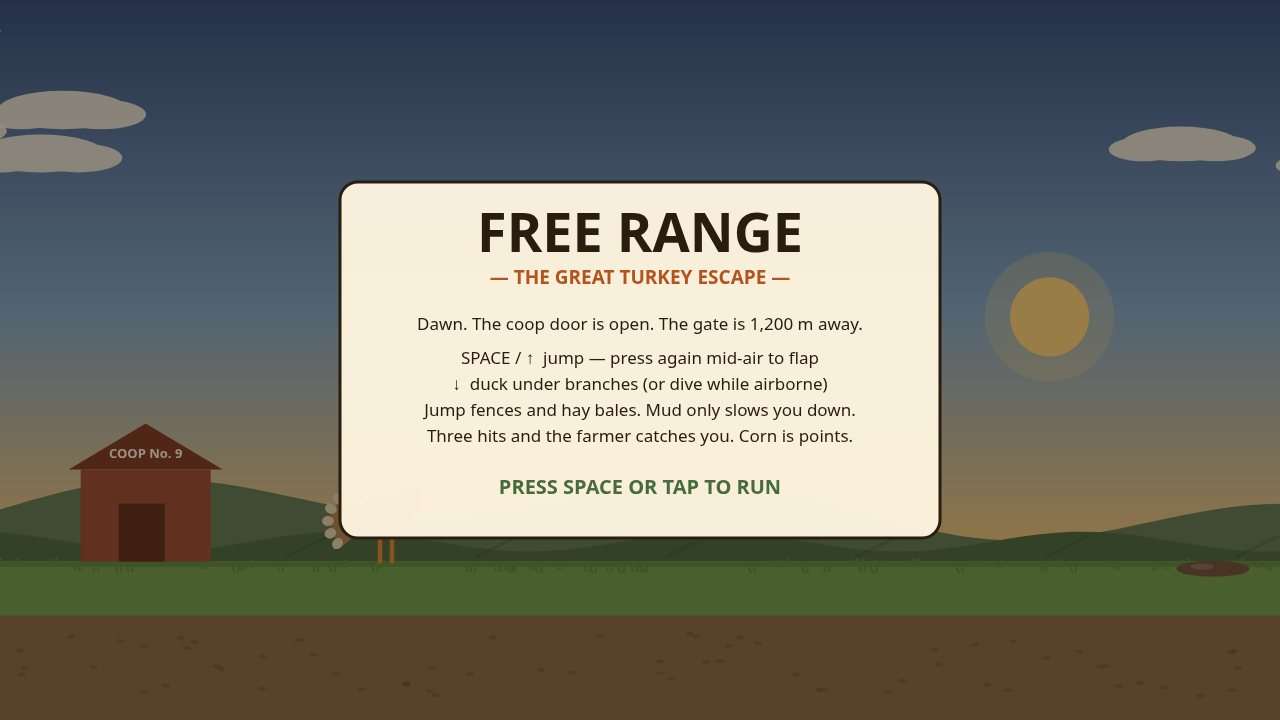 FREE RANGE
— THE GREAT TURKEY ESCAPE —
Dawn. The coop door is open. The gate is 1,200 m away.
SPACE / ↑ jump — press again mid-air to flap
↓ duck under branches (or dive while airborne)
Jump fences and hay bales. Mud only slows you down.
Three hits and the farmer catches you. Corn is points.
PRESS SPACE OR TAP TO RUN
COOP No. 9